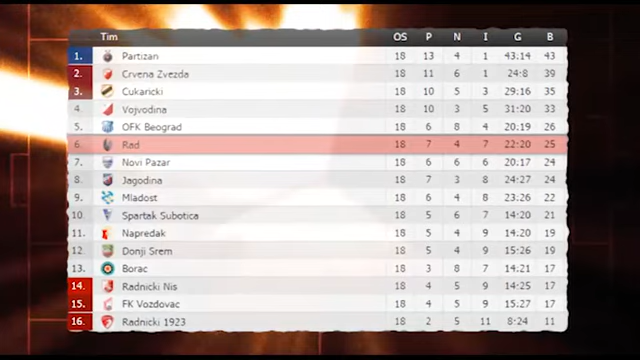 Tim OS P N I G B
1. Partizan 18 13 4 1 43:14 43
2. Crvena Zvezda 18 11 6 1 24:8 39
3. Cukaricki 18 10 5 3 29:16 35
4. Vojvodina 18 10 3 5 31:20 33
5. OFK Beograd 18 6 8 4 20:19 26
6. Rad 18 7 4 7 22:20 25
7. Novi Pazar 18 6 6 6 20:17 24
8. Jagodina 18 7 3 8 24:27 24
9. Mladost 18 6 4 8 23:26 22
10. Spartak Subotica 18 5 6 7 14:20 21
11. Napredak 18 5 4 9 14:20 19
12. Donji Srem 18 5 4 9 15:26 19
13. Borac 18 3 8 7 14:21 17
14. Radnicki Nis 18 4 5 9 14:25 17
15. FK Vozdovac 18 4 5 9 15:27 17
16. Radnicki 1923 18 2 5 11 8:24 11